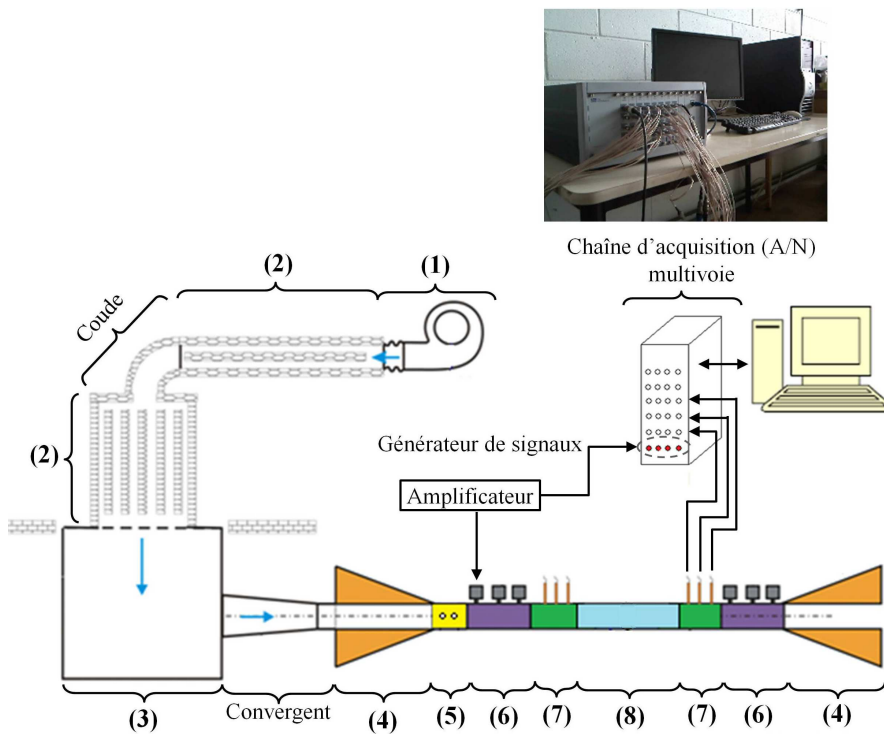 Chaîne d'acquisition (A/N)
multivoie
(2)
(1)
Coude
(2)
Générateur de signaux
Amplificateur
(3)
Convergent
(4)
(5)
(6)
(7)
(8)
(7)
(6)
(4)